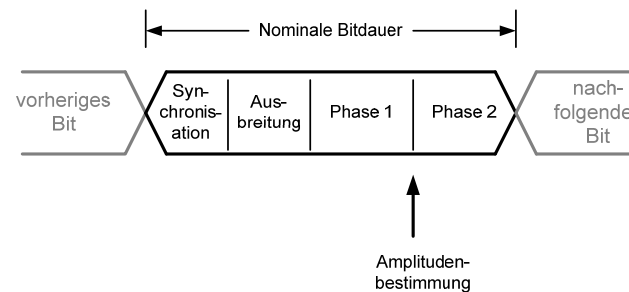 Nominale Bitdauer
vorheriges
Bit
Syn-
chronis-
ation
Aus-
breitung
Phase 1
Phase 2
nach-
folgende
Bit
Amplituden-
bestimmung